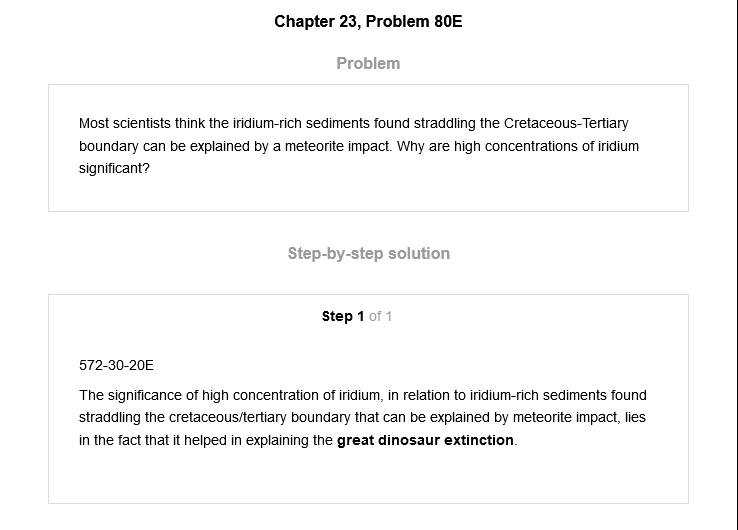 Chapter 23, Problem 80E
Problem
Most scientists think the iridium-rich sediments found straddling the Cretaceous-Tertiary
boundary can be explained by a meteorite impact. Why are high concentrations of iridium
significant?
Step-by-step solution
Step 1 of 1
572-30-20E
The significance of high concentration of iridium, in relation to iridium-rich sediments found
straddling the cretaceous/tertiary boundary that can be explained by meteorite impact, lies
in the fact that it helped in explaining the great dinosaur extinction.